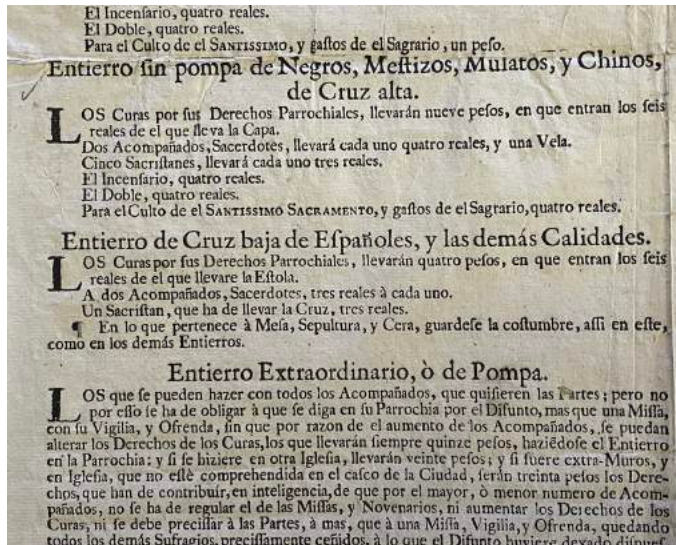 El Incenſario, quatro reales.
El Doble, quatro reales.
Para el Culto de el SANTISSIMO, y gaſtos de el Sagrario, un peſo.
Entierro ſin pompa de Negros, Meſtizos, Mulatos, y Chinos,
de Cruz alta.
LOS Curas por ſus Derechos Parrochiales, llevarán nueve peſos, en que entran los ſeis
reales de el que lleva la Capa.
Dos Acompañados, Sacerdotes, llevará cada uno quatro reales, y una Vela.
Cinco Sacriſtanes, llevará cada uno tres reales.
El Incenſario, quatro reales.
El Doble, quatro reales.
Para el Culto de el SANTISSIMO SACRAMENTO, y gaſtos de el Sagrario, quatro reales.
Entierro de Cruz baja de Eſpañoles, y las demás Calidades.
LOS Curas por ſus Derechos Parrochiales, llevarán quatro peſos, en que entran los ſeis
reales de el que llevare la Eſtola.
A dos Acompañados, Sacerdotes, tres reales à cada uno.
Un Sacriſtan, que ha de llevar la Cruz, tres reales.
¶ En lo que pertenece à Meſa, Sepultura, y Cera, guardeſe la coſtumbre, aſſi en eſte,
como en los demás Entierros.
Entierro Extraordinario, ò de Pompa.
LOS que ſe pueden hazer con todos los Acompañados, que quiſieren las Partes; pero no
por eſſo ſe ha de obligar à que ſe diga en ſu Parrochia por el Difunto, mas que una Miſſa,
con ſu Vigilia, y Ofrenda, ſin que por razon de el aumento de los Acompañados, ſe puedan
alterar los Derechos de los Curas, los que llevarán ſiempre quinze peſos, haziēdoſe el Entierro
en la Parrochia: y ſi ſe hiziere en otra Igleſia, llevarán veinte peſos; y ſi fuere extra-Muros, y
en Igleſia, que no eſtè comprehendida en el caſco de la Ciudad, ſerán treinta peſos los Dere-
chos, que han de contribuir, en inteligencia, de que por el mayor, ò menor numero de Acom-
pañados, no ſe ha de regular el de las Miſſas, y Novenarios, ni aumentar los Derechos de los
Curas, ni ſe debe preciſſar à las Partes, à mas, que à una Miſſa, Vigilia, y Ofrenda, quedando
todos los demás Sufragios, preciſſamente ceñidos, à lo que el Difunto huviere dexado diſpueſ-